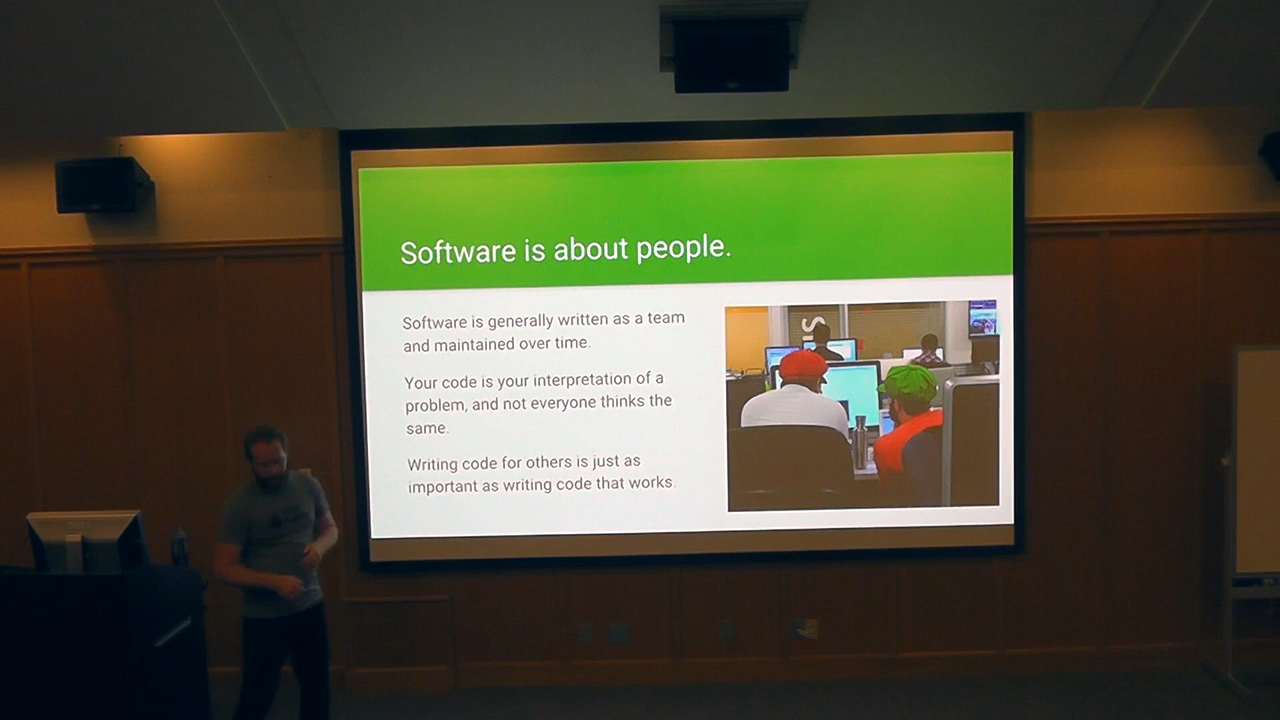 Software is about people.
Software is generally written as a team
and maintained over time.
Your code is your interpretation of a
problem, and not everyone thinks the
same.
Writing code for others is just as
important as writing code that works.